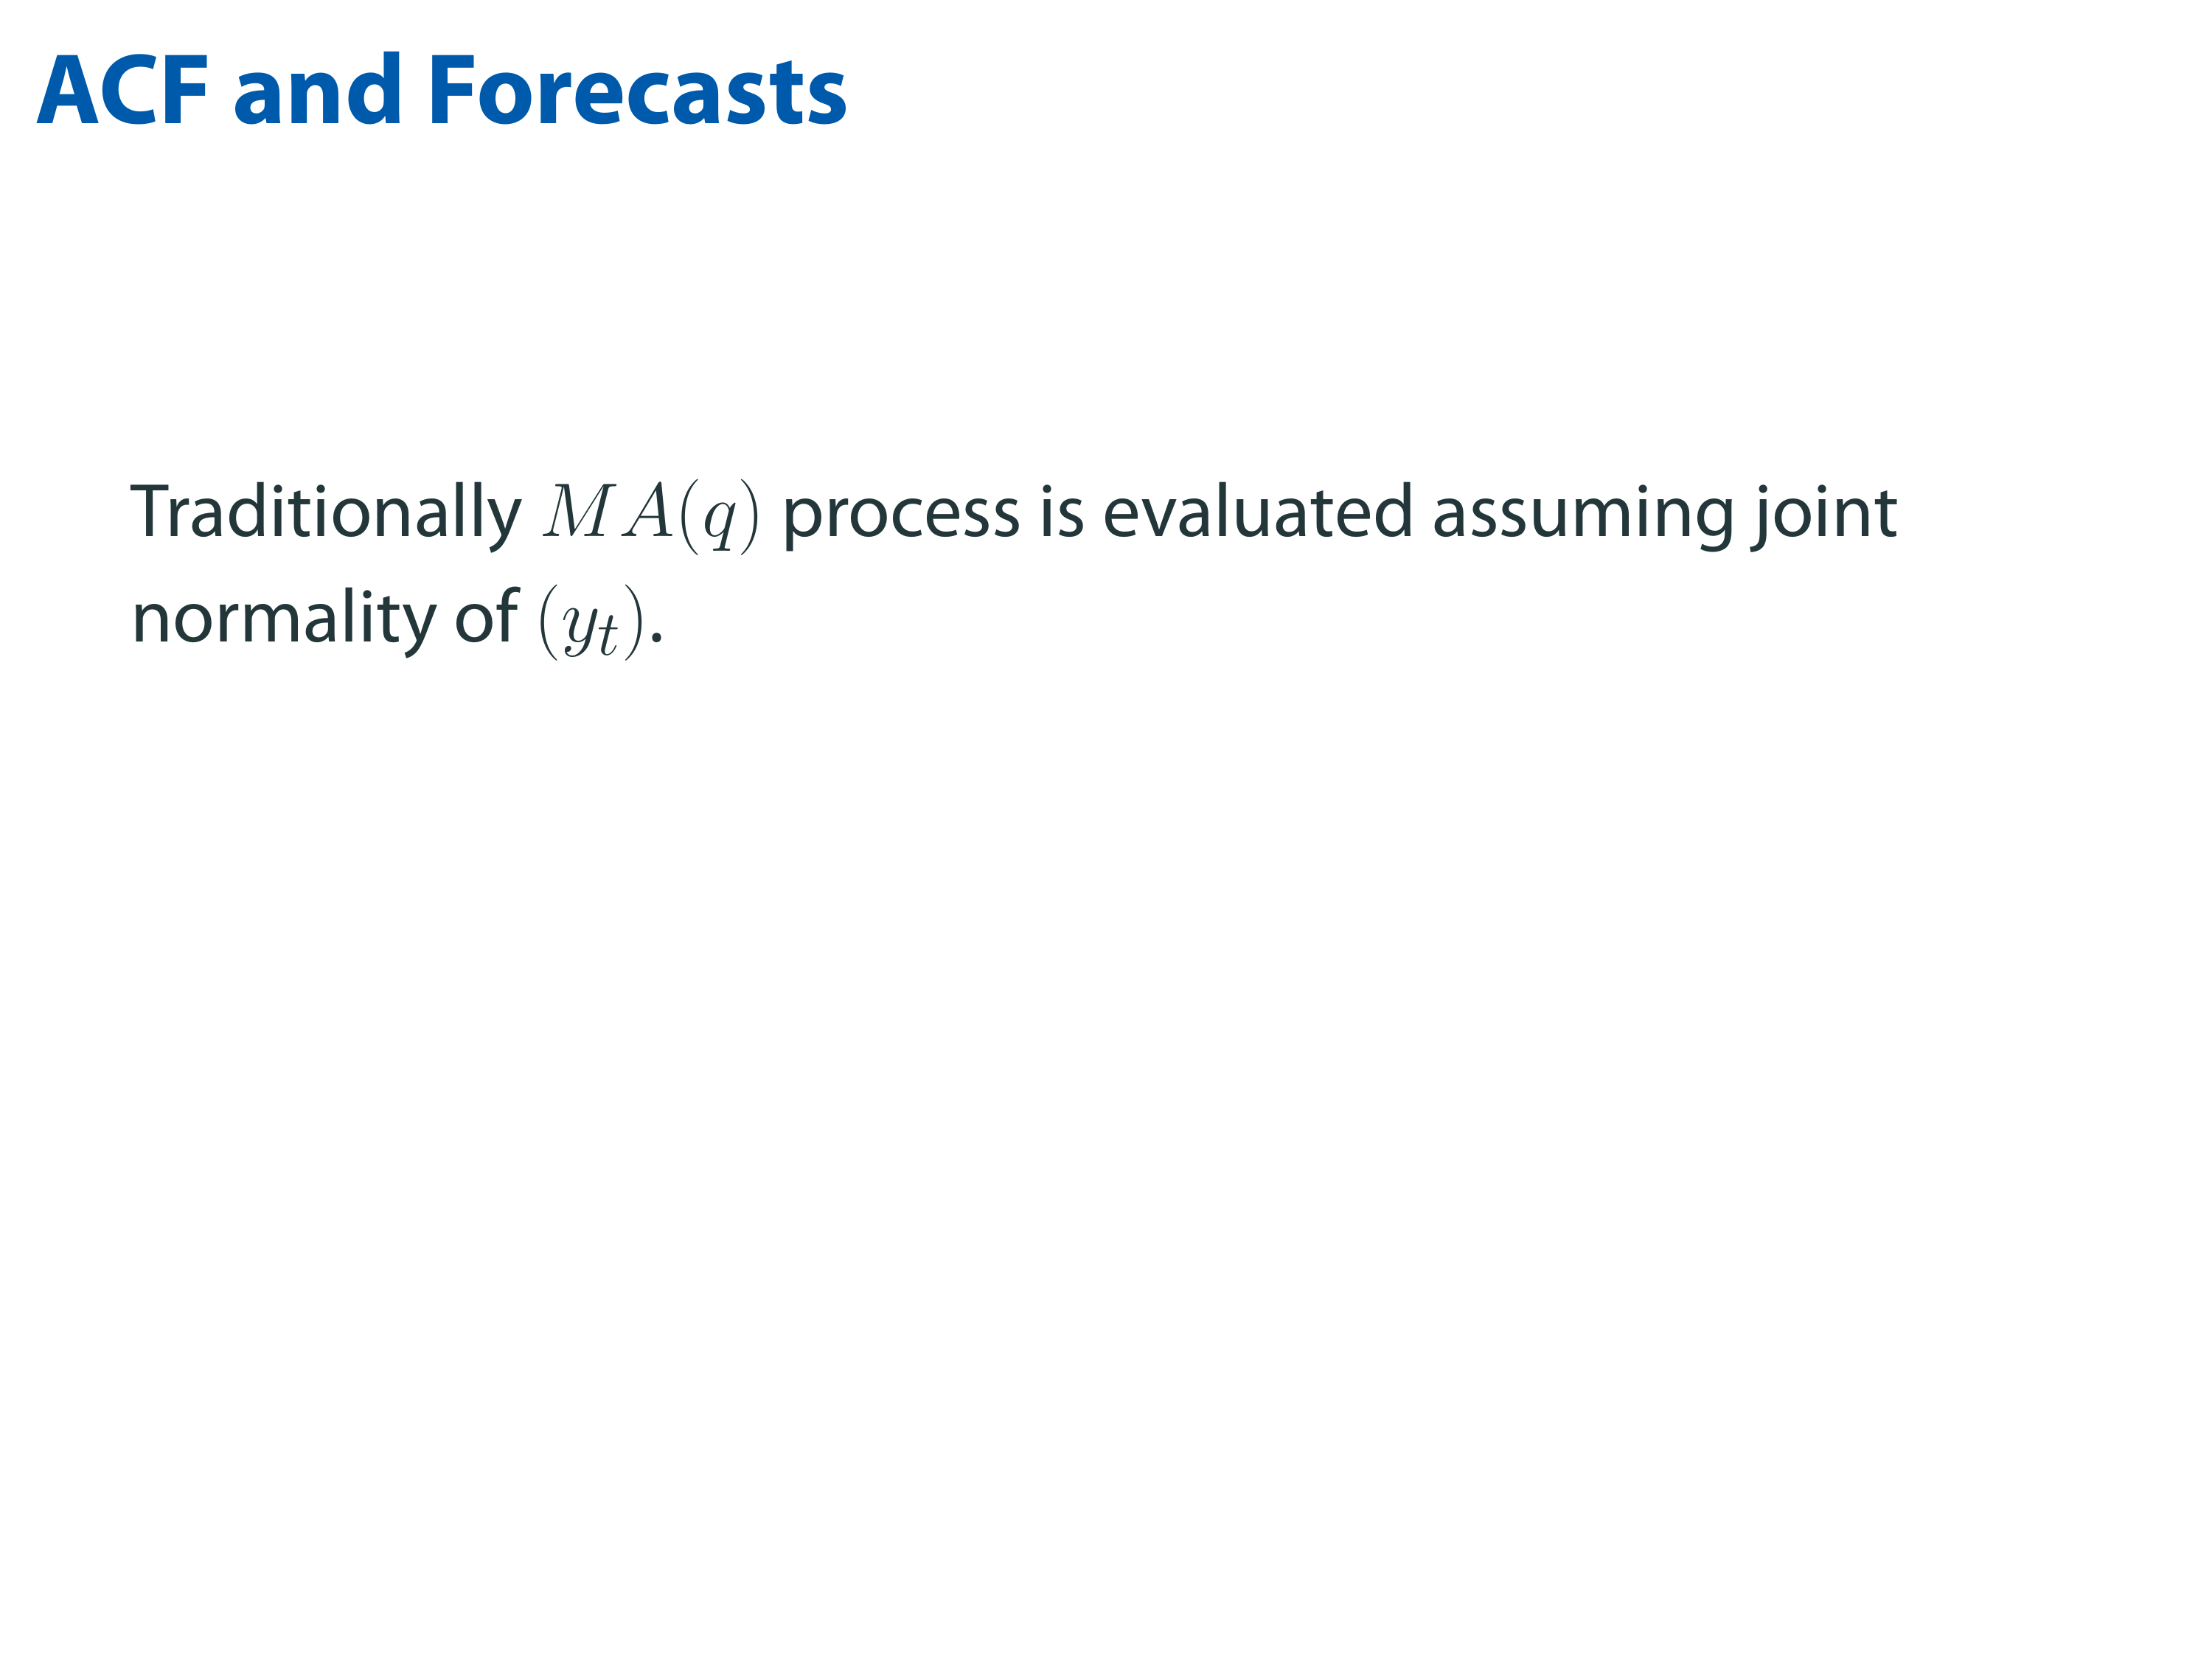 ACF and Forecasts
Traditionally MA(q) process is evaluated assuming joint
normality of (y_t).